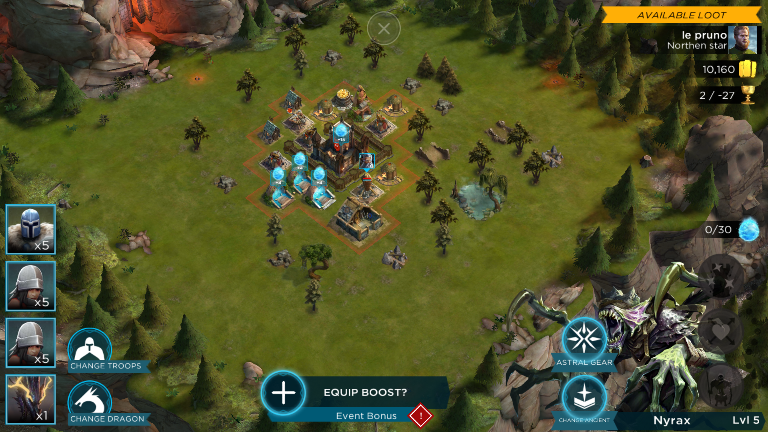 AVAILABLE LOOT
le pruno
Northen star
10,160
2 / -27
0/30
x5
x5
x5
x1
CHANGE TROOPS
CHANGE DRAGON
EQUIP BOOST?
Event Bonus
ASTRAL GEAR
CHANGE ANCIENT
Nyrax
Lvl 5